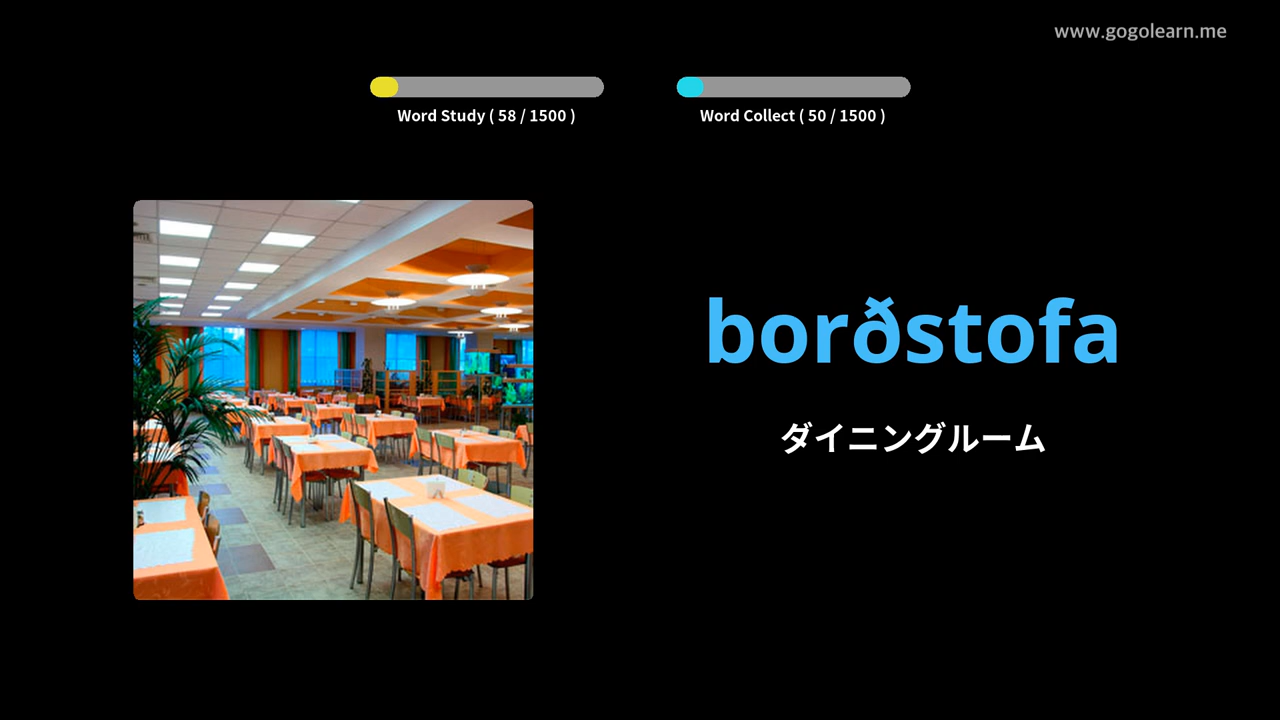 www.gogolearn.me
Word Study ( 58 / 1500 )
Word Collect ( 50 / 1500 )
borðstofa
ダイニングルーム